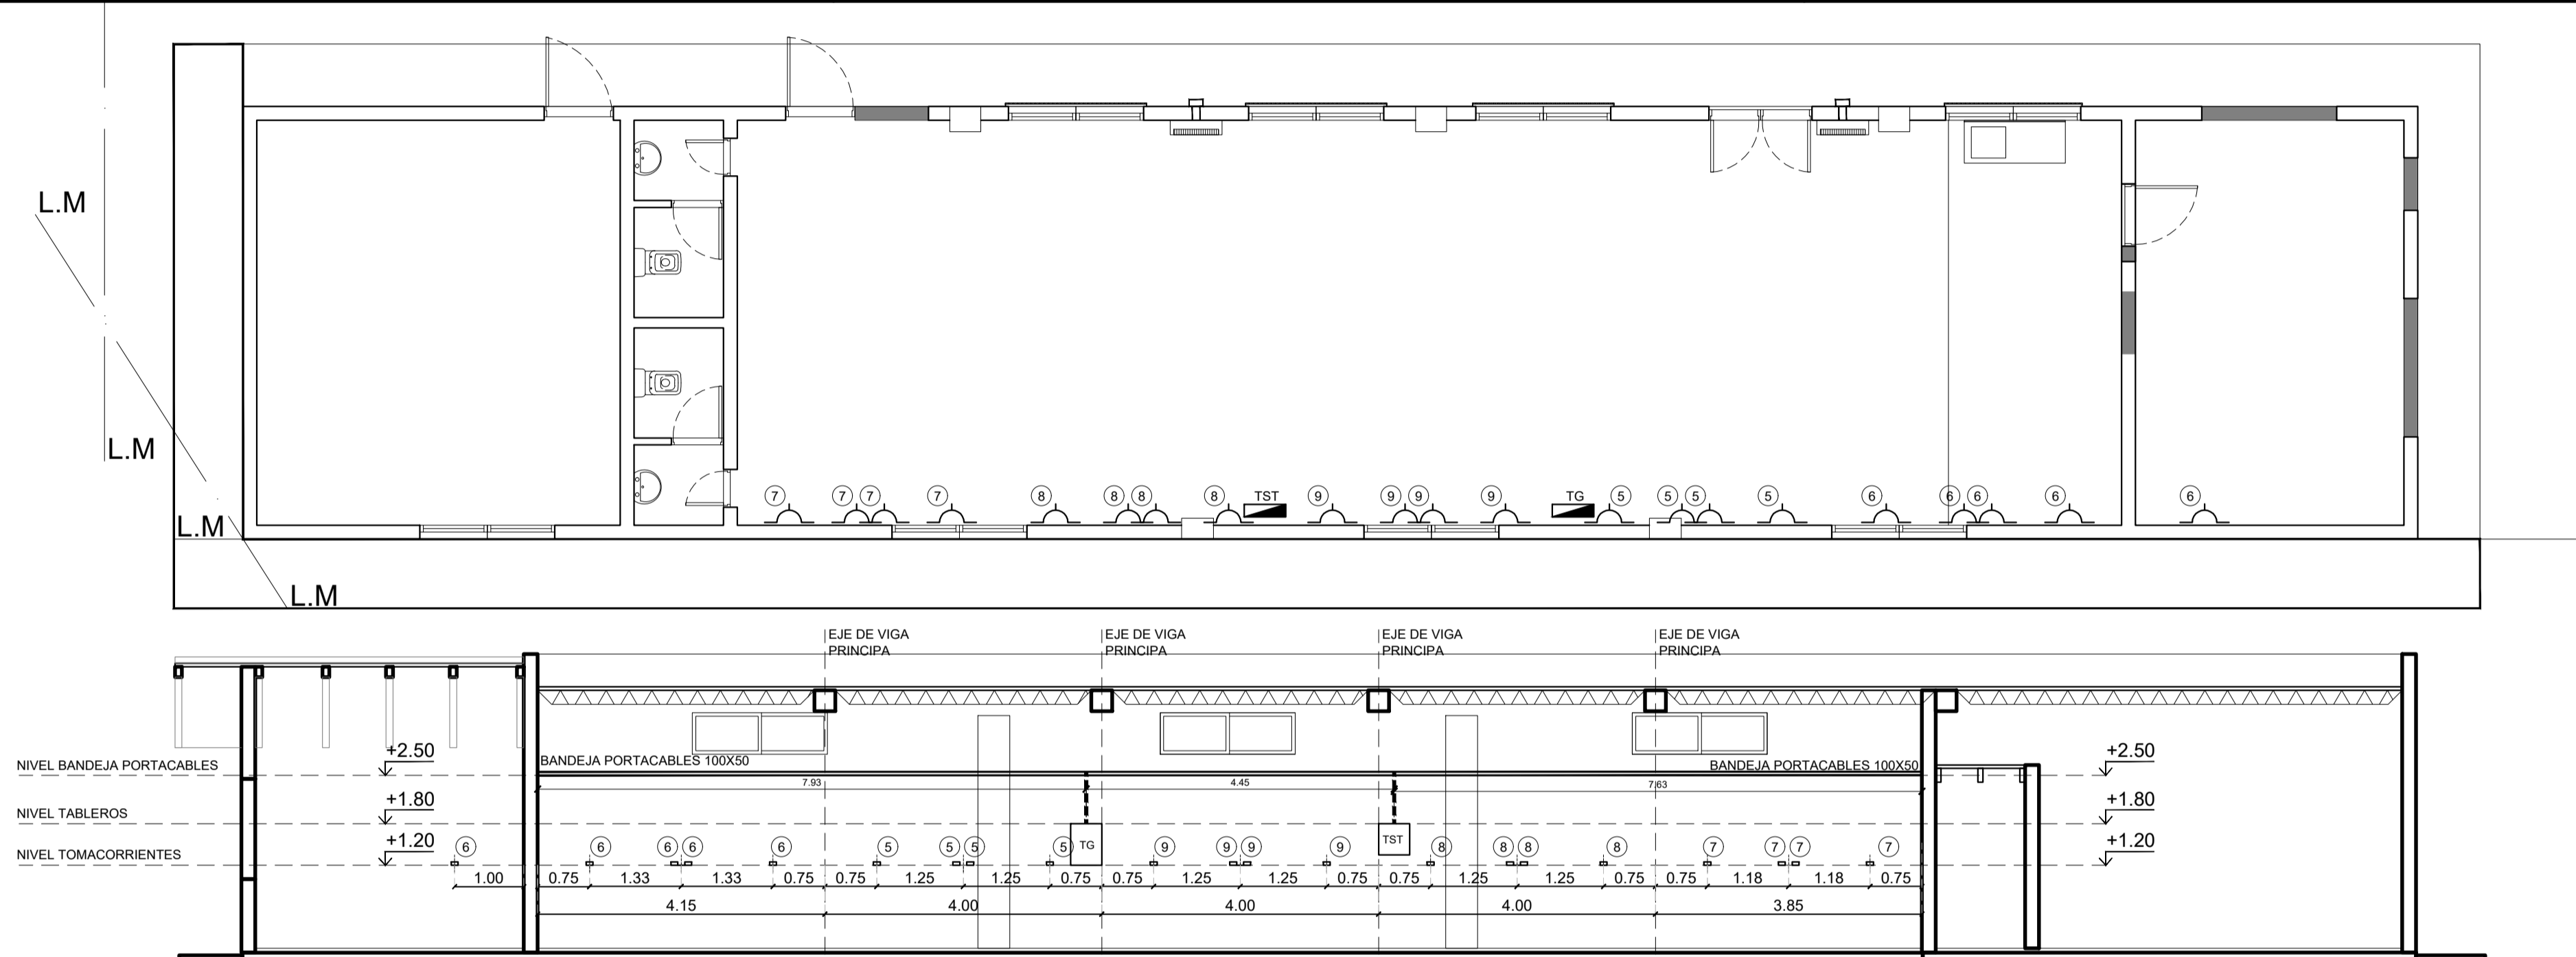 L.M
L.M
L.M
L.M
7 7 7 7 8 8 8 8 TST 9 9 9 9 TG 5 5 5 5 6 6 6 6 6
EJE DE VIGA
PRINCIPA
EJE DE VIGA
PRINCIPA
EJE DE VIGA
PRINCIPA
EJE DE VIGA
PRINCIPA
NIVEL BANDEJA PORTACABLES
+2.50
BANDEJA PORTACABLES 100X50
BANDEJA PORTACABLES 100X50
+2.50
7.93 4.45 7.63
NIVEL TABLEROS
+1.80
+1.80
NIVEL TOMACORRIENTES
+1.20
6 6 6 6 6 5 5 5 5 TG 9 9 9 9 TST 8 8 8 8 7 7 7 7
+1.20
1.00 0.75 1.33 1.33 0.75 0.75 1.25 1.25 0.75 0.75 1.25 1.25 0.75 0.75 1.25 1.25 0.75 0.75 1.18 1.18 0.75
4.15 4.00 4.00 4.00 3.85